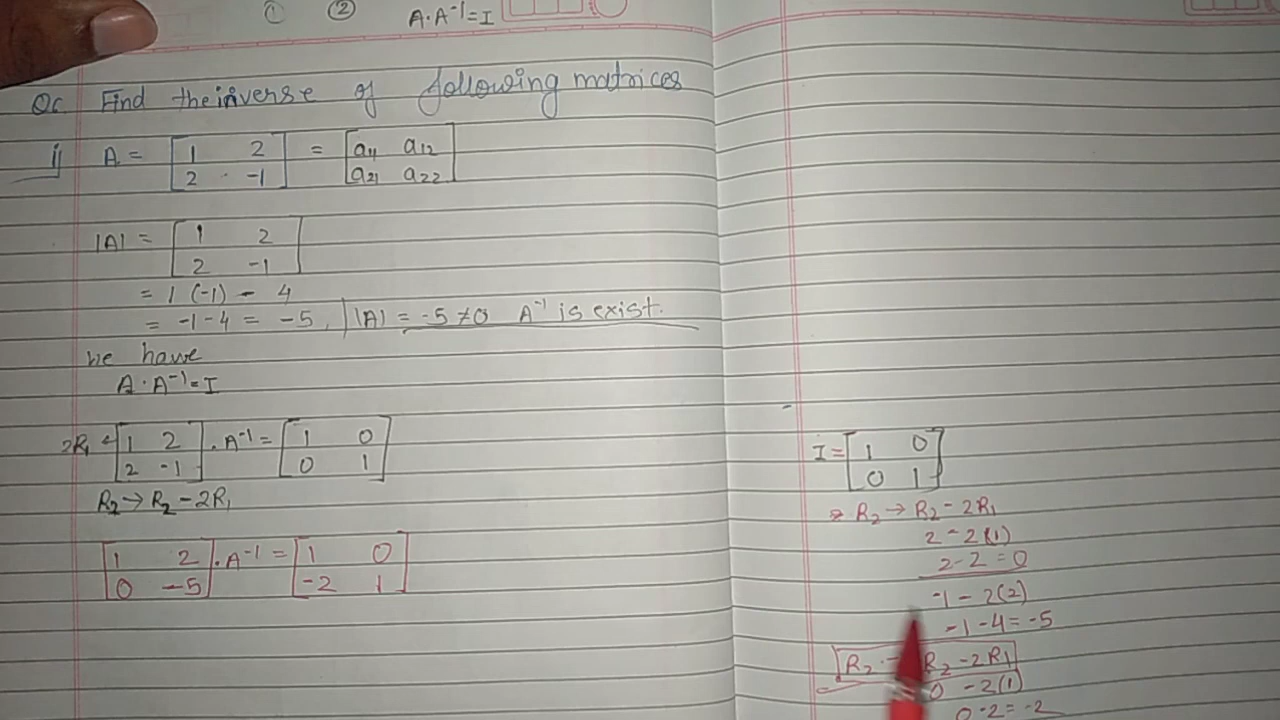 ① ② A·A⁻¹=I
Q6 Find the inverse of following matrices
i) A = [1 2 = [a₁₁ a₁₂
2 -1] a₂₁ a₂₂]
|A| = [1 2
2 -1]
= 1 (-1) - 4
= -1-4 = -5, |A| = -5 ≠0 A⁻¹ is exist.
we have
A·A⁻¹=I
2R₁ [1 2 ·A⁻¹= [1 0
2 -1] 0 1]
R₂→R₂-2R₁
[1 2 ·A⁻¹ = [1 0
0 -5] -2 1]
I = [1 0
0 1]
R₂→R₂-2R₁
2-2(1)
2-2=0
-1-2(2)
-1-4=-5
R₂ R₂-2R₁
0 -2(1)
0-2=-2